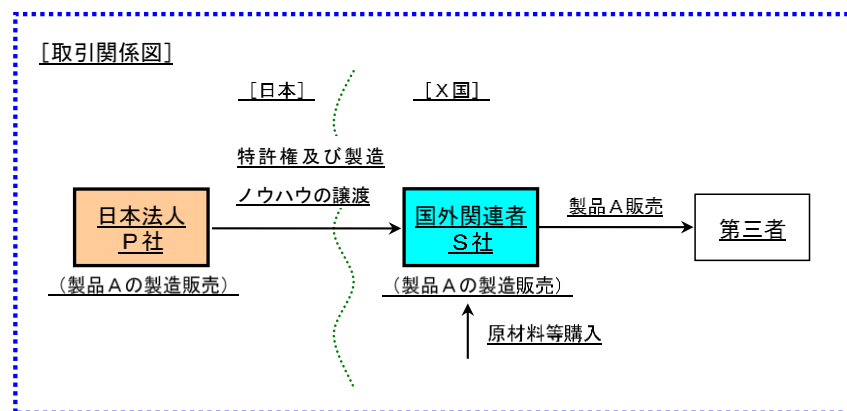 ［取引関係図］
［日本］
［Ｘ国］
特許権及び製造
ノウハウの譲渡
日本法人
Ｐ社
（製品Ａの製造販売）
国外関連者
Ｓ社
（製品Ａの製造販売）
製品Ａ販売
第三者
原材料等購入